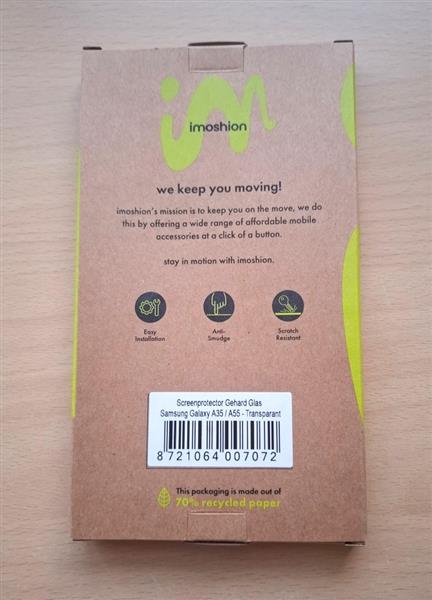 imoshion
we keep you moving!
imoshion's mission is to keep you on the move, we do
this by offering a wide range of affordable mobile
accessories at a click of a button.
stay in motion with imoshion.
Easy
Installation
Anti-
Smudge
Scratch
Resistant
Screenprotector Gehard Glas
Samsung Galaxy A35 / A55 - Transparant
8 721064 007072
This packaging is made out of
70% recycled paper